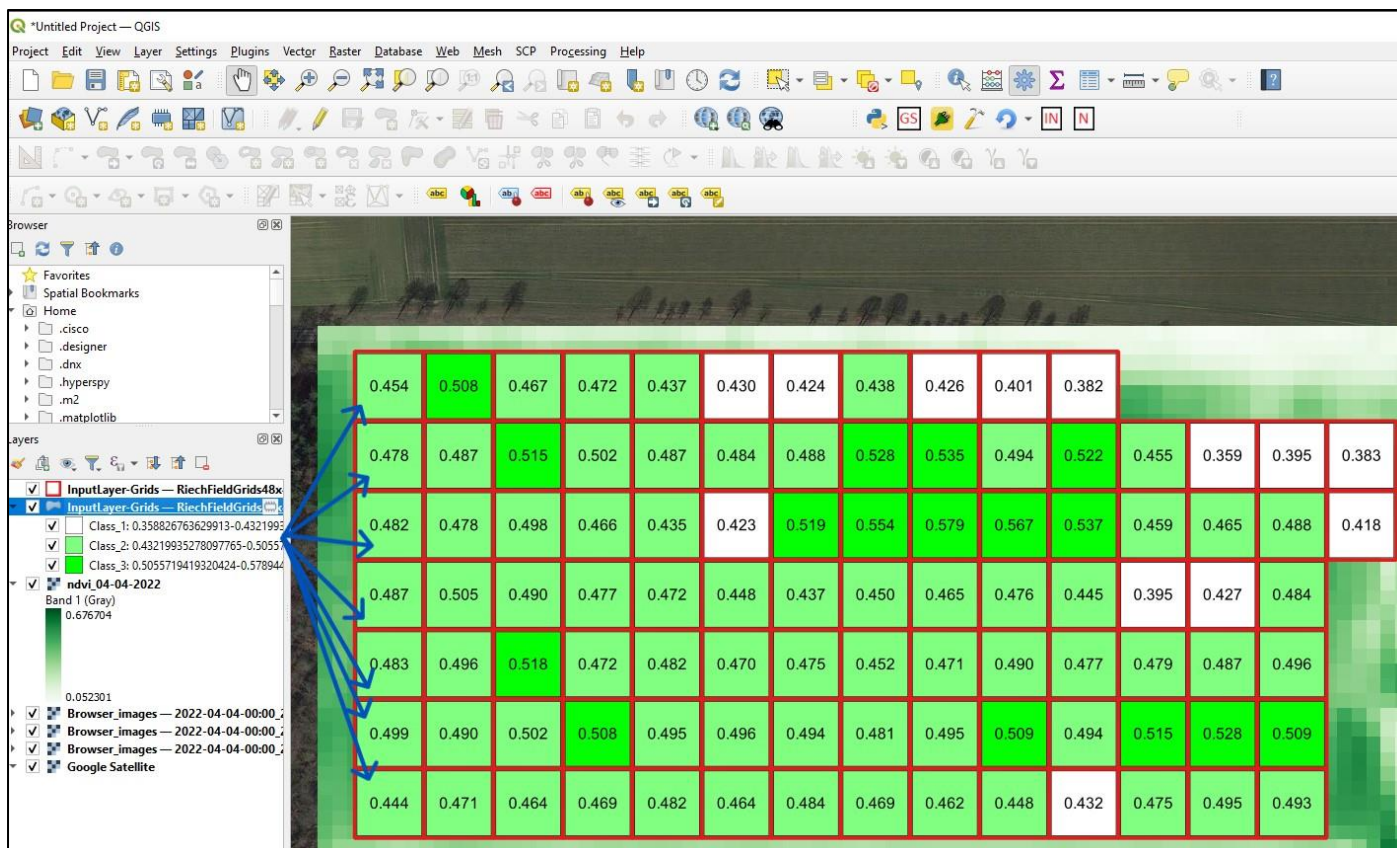 *Untitled Project — QGIS
Project Edit View Layer Settings Plugins Vector Raster Database Web Mesh SCP Processing Help
GS IN N
abc abc abc ab abc abc abc abc
Browser
Favorites
Spatial Bookmarks
Home
.cisco
.designer
.dnx
.hyperspy
.m2
.matplotlib
Layers
InputLayer-Grids — RiechFieldGrids48x
InputLayer-Grids — RiechFieldGrids
Class_1: 0.358826763629913-0.4321993
Class_2: 0.43219935278097765-0.50557
Class_3: 0.5055719419320424-0.578944
ndvi_04-04-2022
Band 1 (Gray)
0.676704
0.052301
Browser_images — 2022-04-04-00:00_2
Browser_images — 2022-04-04-00:00_2
Browser_images — 2022-04-04-00:00_2
Google Satellite
0.454 0.508 0.467 0.472 0.437 0.430 0.424 0.438 0.426 0.401 0.382
0.478 0.487 0.515 0.502 0.487 0.484 0.488 0.528 0.535 0.494 0.522 0.455 0.359 0.395 0.383
0.482 0.478 0.498 0.466 0.435 0.423 0.519 0.554 0.579 0.567 0.537 0.459 0.465 0.488 0.418
0.487 0.505 0.490 0.477 0.472 0.448 0.437 0.450 0.465 0.476 0.445 0.395 0.427 0.484
0.483 0.496 0.518 0.472 0.482 0.470 0.475 0.452 0.471 0.490 0.477 0.479 0.487 0.496
0.499 0.490 0.502 0.508 0.495 0.496 0.494 0.481 0.495 0.509 0.494 0.515 0.528 0.509
0.444 0.471 0.464 0.469 0.482 0.464 0.484 0.469 0.462 0.448 0.432 0.475 0.495 0.493